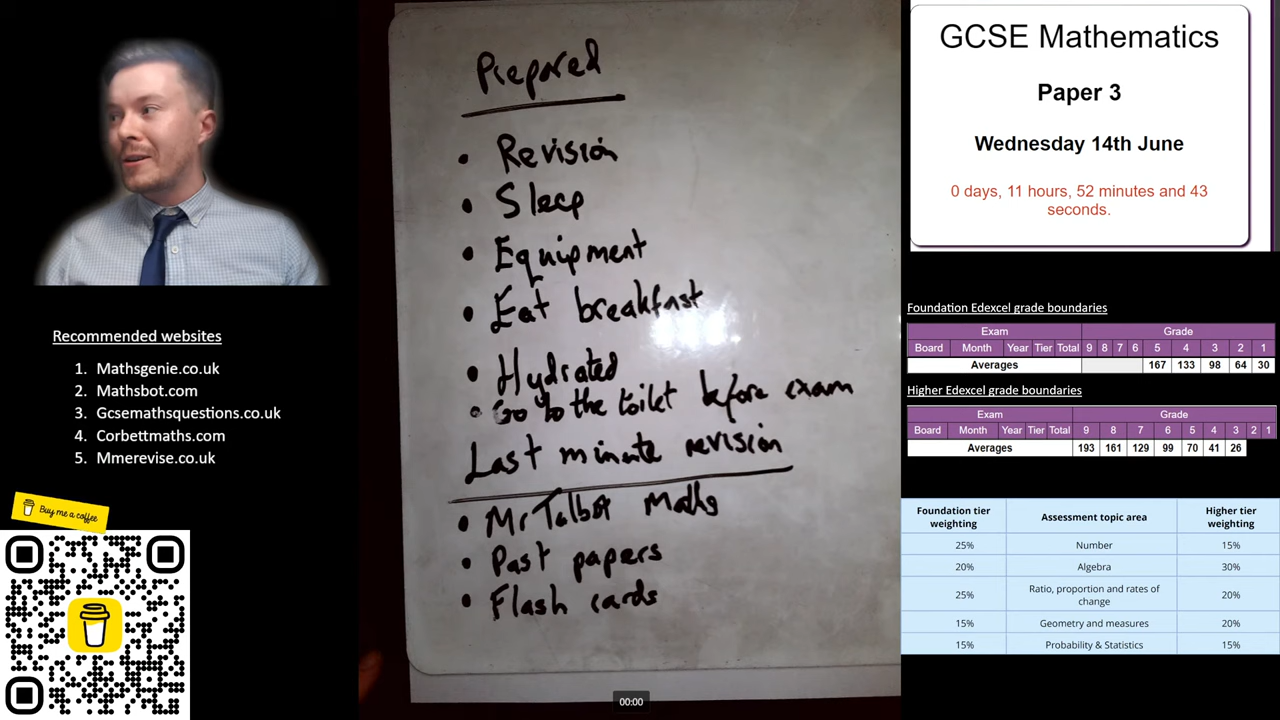 Prepared
• Revision
• Sleep
• Equipment
• Eat breakfast
• Hydrated
• Go to the toilet before exam
Last minute revision
• Mr Talbot Maths
• Past papers
• Flash cards
00:00
Recommended websites
1. Mathsgenie.co.uk
2. Mathsbot.com
3. Gcsemathsquestions.co.uk
4. Corbettmaths.com
5. Mmerevise.co.uk
Buy me a coffee
GCSE Mathematics
Paper 3
Wednesday 14th June
0 days, 11 hours, 52 minutes and 43
seconds.
Foundation Edexcel grade boundaries
Exam Grade
Board Month Year Tier Total 9 8 7 6 5 4 3 2 1
Averages 167 133 98 64 30
Higher Edexcel grade boundaries
Exam Grade
Board Month Year Tier Total 9 8 7 6 5 4 3 2 1
Averages 193 161 129 99 70 41 26
Foundation tier weighting Assessment topic area Higher tier weighting
25% Number 15%
20% Algebra 30%
25% Ratio, proportion and rates of change 20%
15% Geometry and measures 20%
15% Probability & Statistics 15%